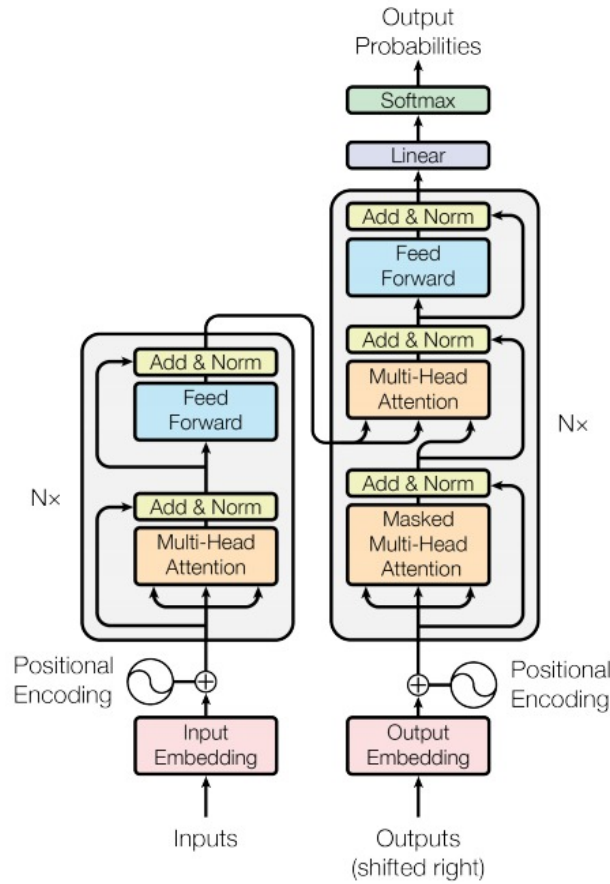 Output
Probabilities
Softmax
Linear
Add & Norm
Feed
Forward
Add & Norm
Multi-Head
Attention
Add & Norm
Masked
Multi-Head
Attention
Nx
Add & Norm
Feed
Forward
Add & Norm
Multi-Head
Attention
N×
Positional
Encoding
Positional
Encoding
Input
Embedding
Output
Embedding
Inputs
Outputs
(shifted right)